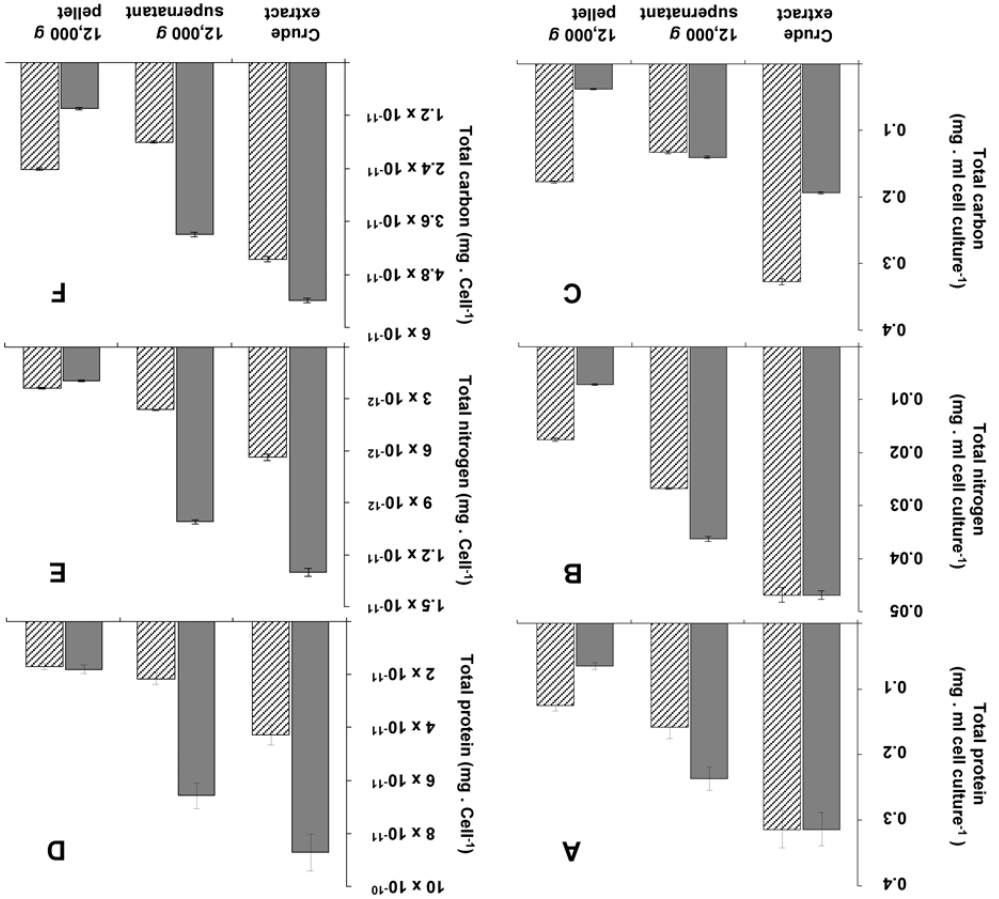 Total protein
(mg . ml cell culture⁻¹ )
0.4
0.3
0.2
0.1
A
Total protein (mg . Cell⁻¹)
10 x 10⁻¹⁰
8 x 10⁻¹¹
6 x 10⁻¹¹
4 x 10⁻¹¹
2 x 10⁻¹¹
D
Total nitrogen
(mg . ml cell culture⁻¹)
0.05
0.04
0.03
0.02
0.01
B
Total nitrogen (mg . Cell⁻¹)
1.5 x 10⁻¹¹
1.2 x 10⁻¹¹
9 x 10⁻¹²
6 x 10⁻¹²
3 x 10⁻¹²
E
Total carbon
(mg . ml cell culture⁻¹)
0.4
0.3
0.2
0.1
C
Crude
extract
12,000 g
supernatant
12,000 g
pellet
Total carbon (mg . Cell⁻¹)
6 x 10⁻¹¹
4.8 x 10⁻¹¹
3.6 x 10⁻¹¹
2.4 x 10⁻¹¹
1.2 x 10⁻¹¹
F
Crude
extract
12,000 g
supernatant
12,000 g
pellet